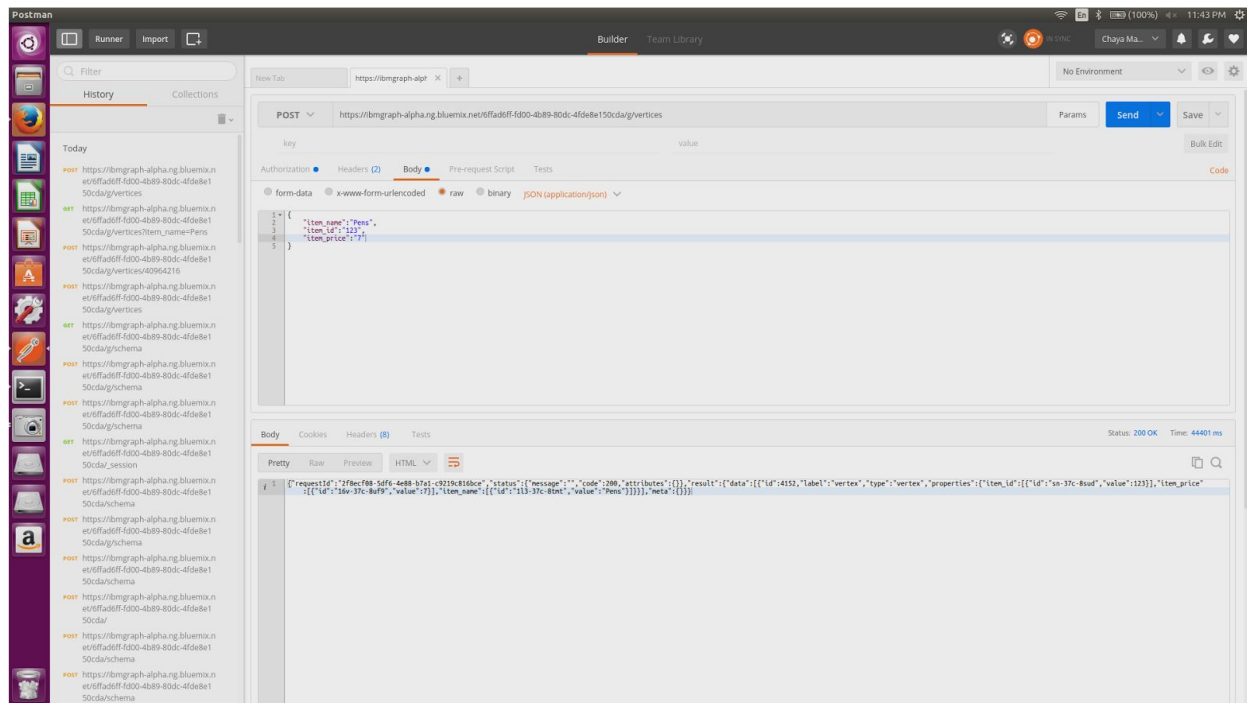 Postman
En (100%) 11:43 PM
Runner Import Builder Team Library IN SYNC Chaya Ma...
Filter
History Collections
Today
POST https://ibmgraph-alpha.ng.bluemix.n
et/6ffad6ff-fd00-4b89-80dc-4fde8e1
50cda/g/vertices
GET https://ibmgraph-alpha.ng.bluemix.n
et/6ffad6ff-fd00-4b89-80dc-4fde8e1
50cda/g/vertices?item_name=Pens
POST https://ibmgraph-alpha.ng.bluemix.n
et/6ffad6ff-fd00-4b89-80dc-4fde8e1
50cda/g/vertices/40964216
POST https://ibmgraph-alpha.ng.bluemix.n
et/6ffad6ff-fd00-4b89-80dc-4fde8e1
50cda/g/vertices
GET https://ibmgraph-alpha.ng.bluemix.n
et/6ffad6ff-fd00-4b89-80dc-4fde8e1
50cda/g/schema
POST https://ibmgraph-alpha.ng.bluemix.n
et/6ffad6ff-fd00-4b89-80dc-4fde8e1
50cda/g/schema
POST https://ibmgraph-alpha.ng.bluemix.n
et/6ffad6ff-fd00-4b89-80dc-4fde8e1
50cda/g/schema
GET https://ibmgraph-alpha.ng.bluemix.n
et/6ffad6ff-fd00-4b89-80dc-4fde8e1
50cda/_session
POST https://ibmgraph-alpha.ng.bluemix.n
et/6ffad6ff-fd00-4b89-80dc-4fde8e1
50cda/schema
POST https://ibmgraph-alpha.ng.bluemix.n
et/6ffad6ff-fd00-4b89-80dc-4fde8e1
50cda/g/schema
POST https://ibmgraph-alpha.ng.bluemix.n
et/6ffad6ff-fd00-4b89-80dc-4fde8e1
50cda/schema
POST https://ibmgraph-alpha.ng.bluemix.n
et/6ffad6ff-fd00-4b89-80dc-4fde8e1
50cda/
POST https://ibmgraph-alpha.ng.bluemix.n
et/6ffad6ff-fd00-4b89-80dc-4fde8e1
50cda/schema
POST https://ibmgraph-alpha.ng.bluemix.n
et/6ffad6ff-fd00-4b89-80dc-4fde8e1
50cda/schema
New Tab https://ibmgraph-alph No Environment
POST https://ibmgraph-alpha.ng.bluemix.net/6ffad6ff-fd00-4b89-80dc-4fde8e150cda/g/vertices Params Send Save
key value Bulk Edit
Authorization Headers (2) Body Pre-request Script Tests Code
form-data x-www-form-urlencoded raw binary JSON (application/json)
1 {
2 "item_name":"Pens",
3 "item_id":"123",
4 "item_price":"7"
5 }
Body Cookies Headers (8) Tests Status: 200 OK Time: 44401 ms
Pretty Raw Preview HTML
i 1 {"requestId":"2f8ecf08-5df6-4e88-b7a1-c9219c816bce","status":{"message":"","code":200,"attributes":{}},"result":{"data":[{"id":4152,"label":"vertex","type":"vertex","properties":{"item_id":[{"id":"sn-37c-8sud","value":123}],"item_price"
:[{"id":"16v-37c-8uf9","value":7}],"item_name":[{"id":"1l3-37c-8tmt","value":"Pens"}]}}],"meta":{}}}